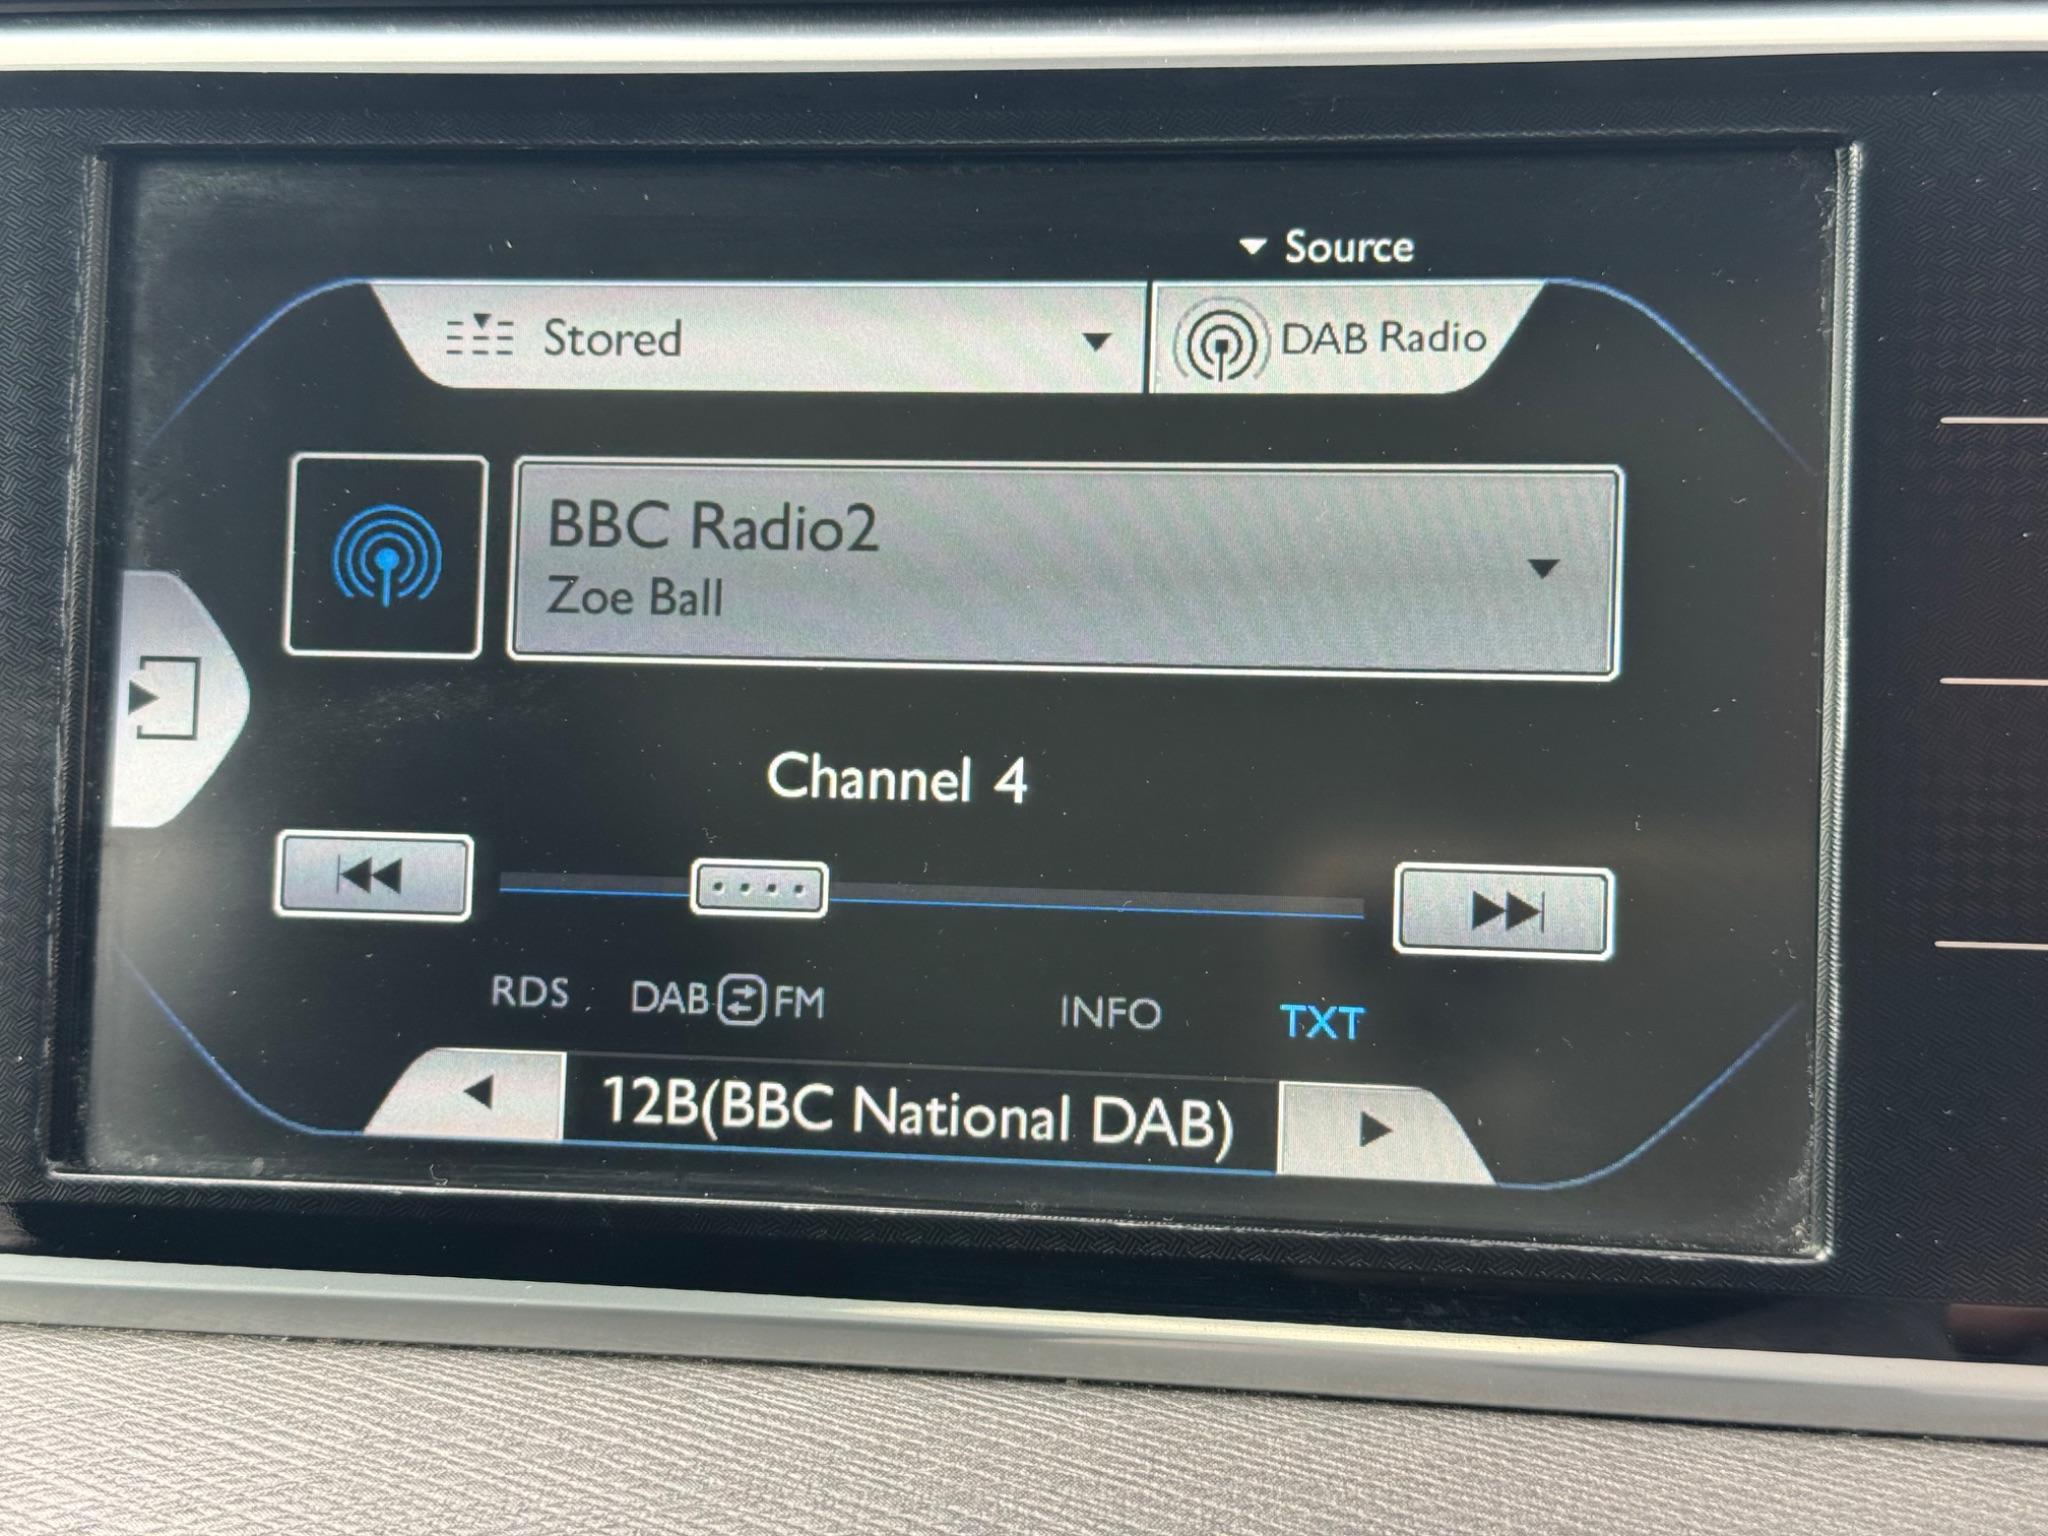 Source
Stored
DAB Radio
BBC Radio2
Zoe Ball
Channel 4
RDS DAB FM INFO TXT
12B(BBC National DAB)